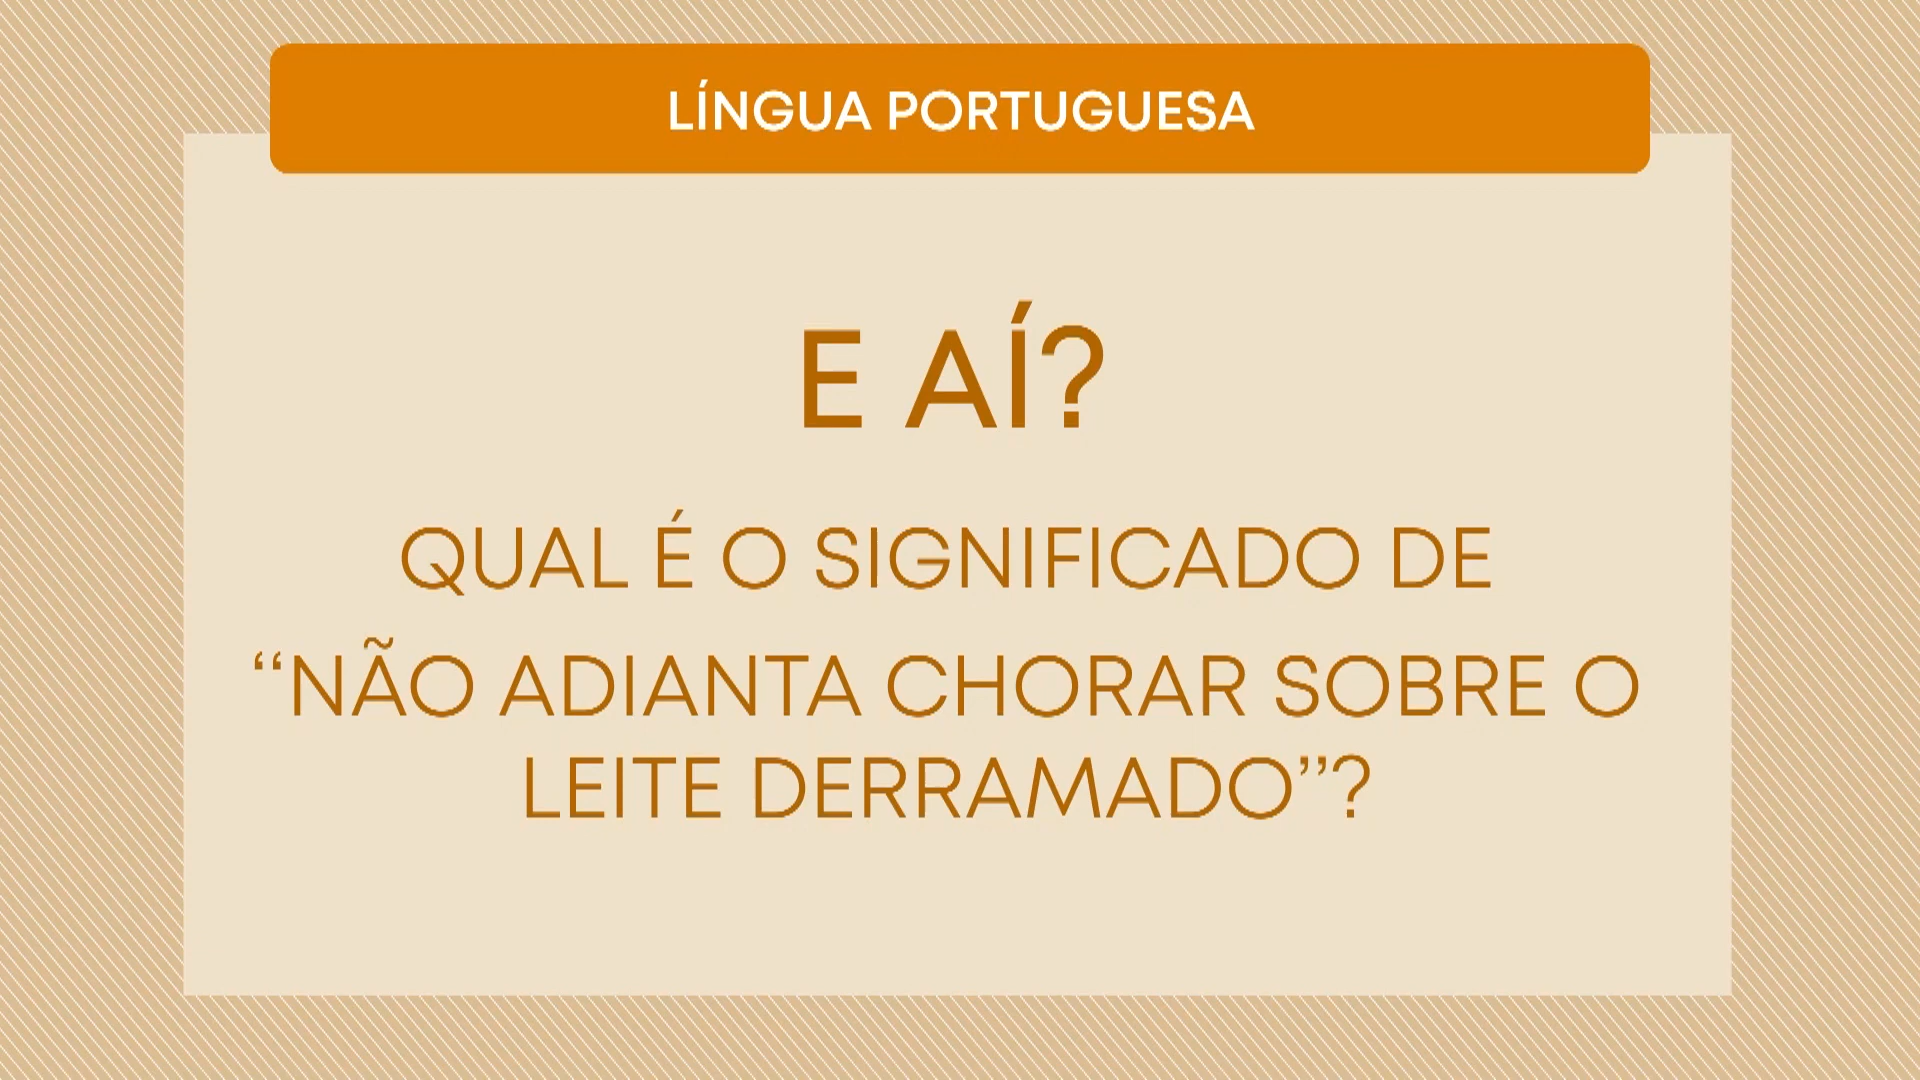 LÍNGUA PORTUGUESA
E AÍ?
QUAL É O SIGNIFICADO DE
“NÃO ADIANTA CHORAR SOBRE O
LEITE DERRAMADO”?